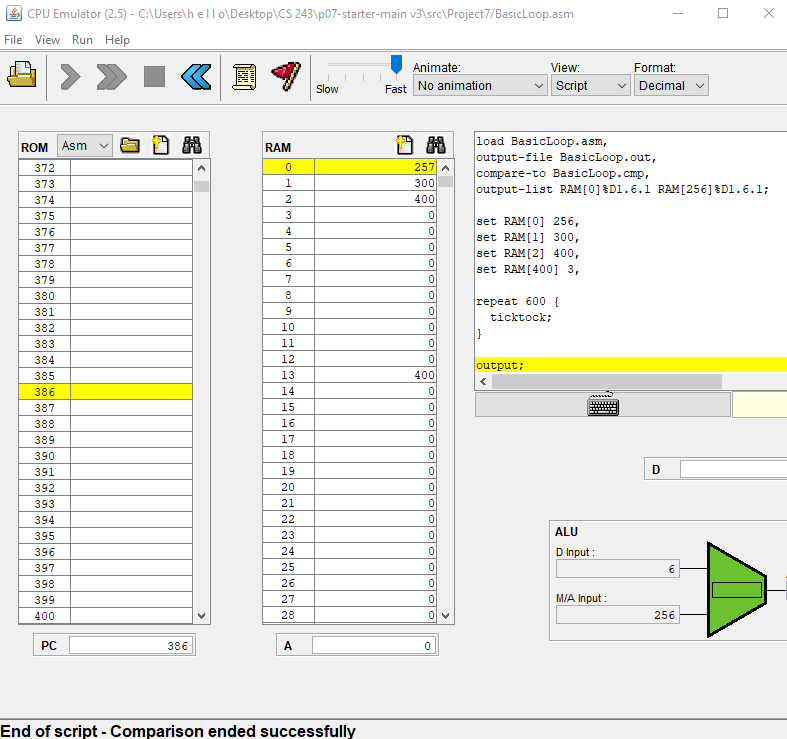 CPU Emulator (2.5) - C:\Users\h e l l o\Desktop\CS 243\p07-starter-main v3\src\Project7/BasicLoop.asm
File View Run Help
Slow Fast
Animate: View: Format:
No animation Script Decimal
ROM Asm
372
373
374
375
376
377
378
379
380
381
382
383
384
385
386
387
388
389
390
391
392
393
394
395
396
397
398
399
400
PC 386
RAM
0 257
1 300
2 400
3 0
4 0
5 0
6 0
7 0
8 0
9 0
10 0
11 0
12 0
13 400
14 0
15 0
16 0
17 0
18 0
19 0
20 0
21 0
22 0
23 0
24 0
25 0
26 0
27 0
28 0
A 0
load BasicLoop.asm,
output-file BasicLoop.out,
compare-to BasicLoop.cmp,
output-list RAM[0]%D1.6.1 RAM[256]%D1.6.1;
set RAM[0] 256,
set RAM[1] 300,
set RAM[2] 400,
set RAM[400] 3,
repeat 600 {
ticktock;
}
output;
D
ALU
D Input :
6
M/A Input :
256
End of script - Comparison ended successfully